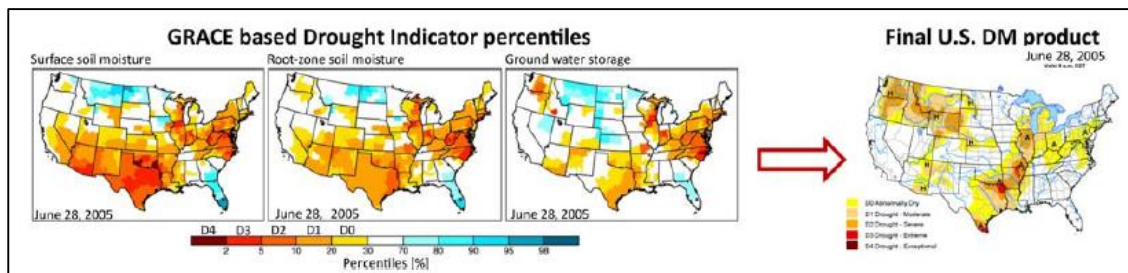 GRACE based Drought Indicator percentiles
Surface soil moisture
Root-zone soil moisture
Ground water storage
June 28, 2005
June 28, 2005
June 28, 2005
D4 D3 D2 D1 D0
2 5 10 20 30 70 80 90 95 98
Percentiles [%]
Final U.S. DM product
June 28, 2005
H
H
H
H
H
H
A
A
A
D0 Abnormally Dry
D1 Drought - Moderate
D2 Drought - Severe
D3 Drought - Extreme
D4 Drought - Exceptional